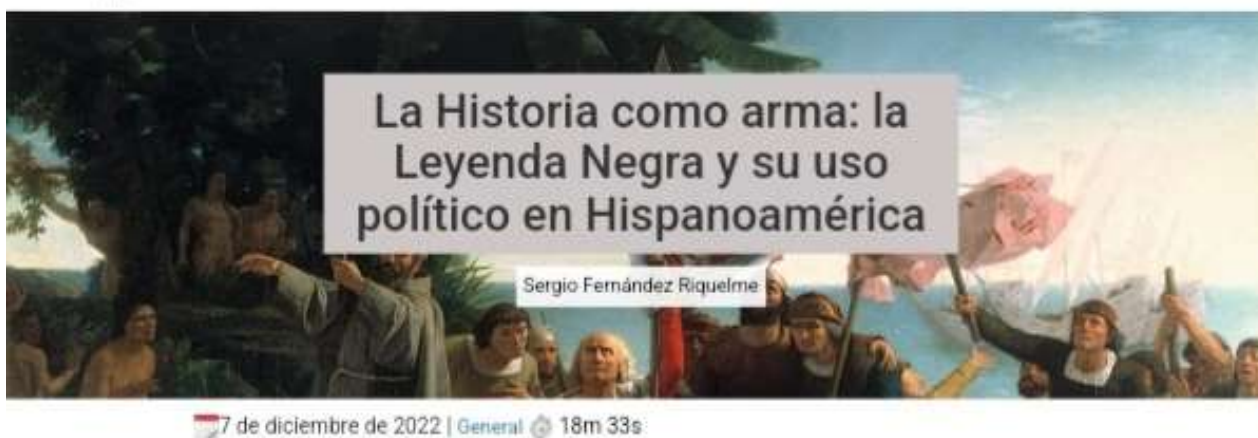 La Historia como arma: la
Leyenda Negra y su uso
político en Hispanoamérica
Sergio Fernández Riquelme
7 de diciembre de 2022 | General 18m 33s